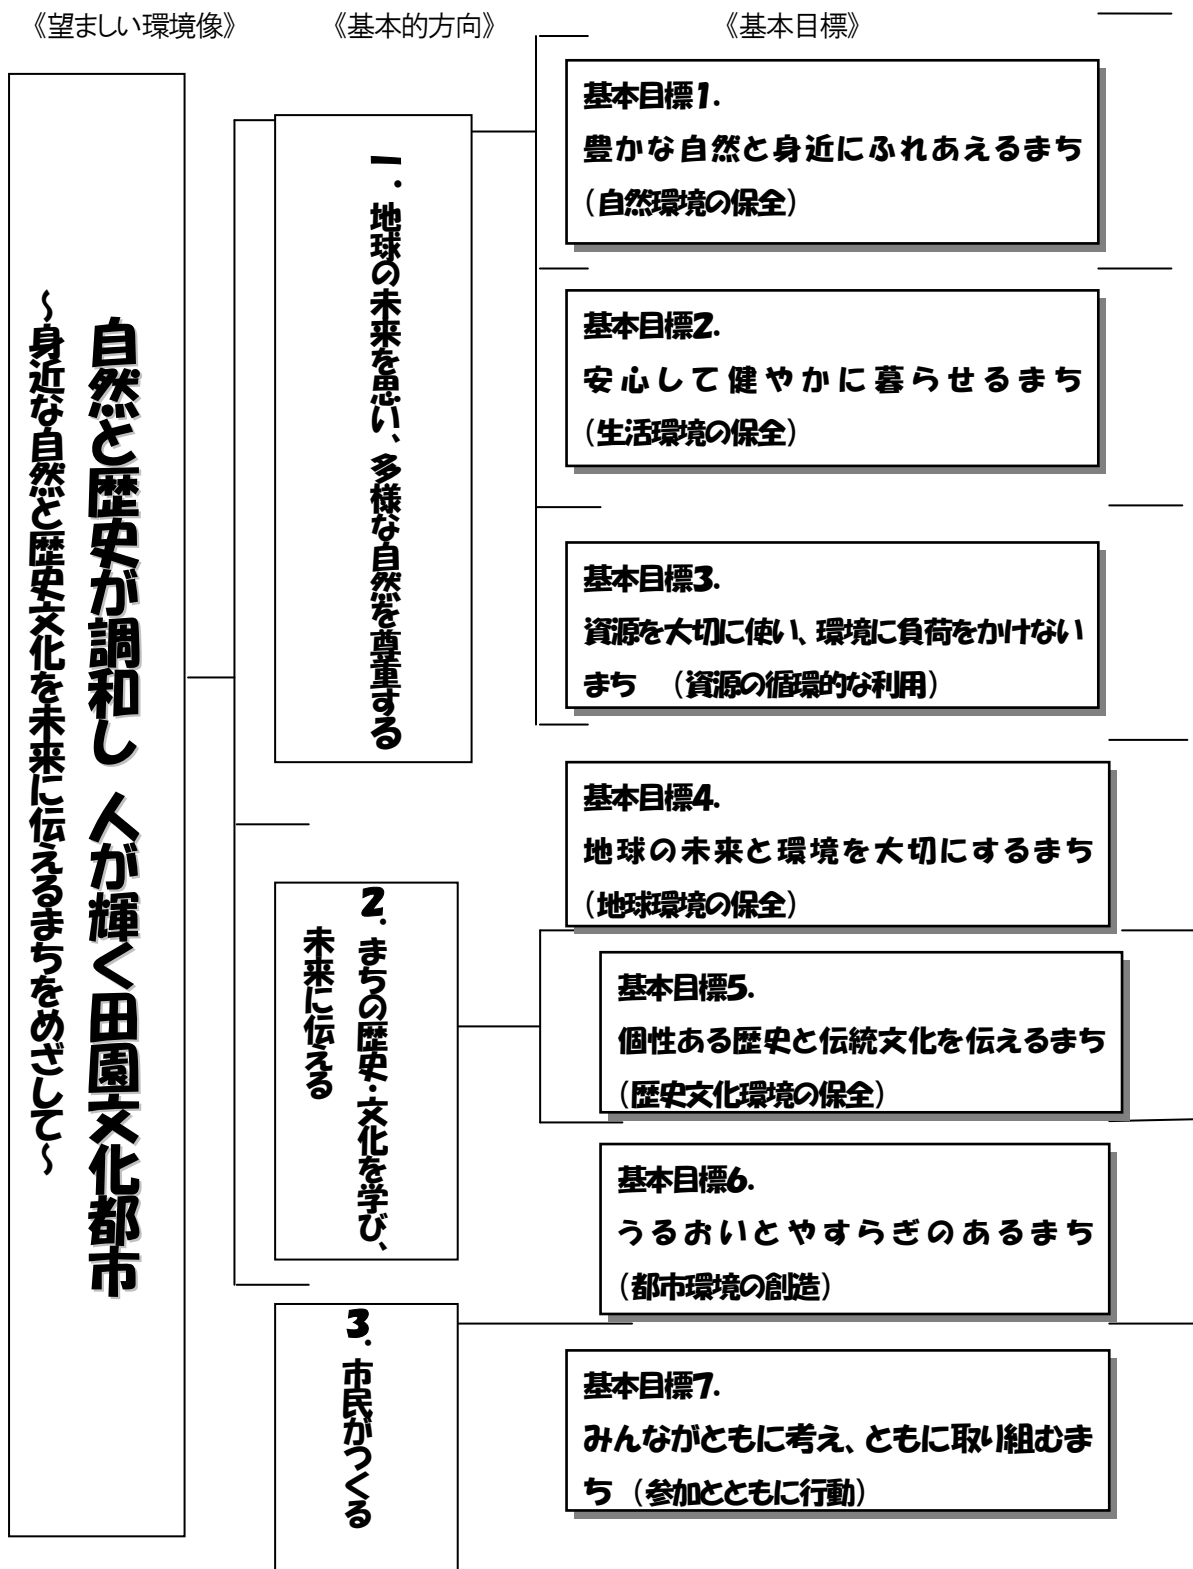 《望ましい環境像》
《基本的方向》
《基本目標》
自然と歴史が調和し 人が輝く田園文化都市
～身近な自然と歴史文化を未来に伝えるまちをめざして～
一．地球の未来を思い、多様な自然を尊重する
基本目標1．
豊かな自然と身近にふれあえるまち
（自然環境の保全）
基本目標2．
安心して健やかに暮らせるまち
（生活環境の保全）
基本目標3．
資源を大切に使い、環境に負荷をかけない
まち　（資源の循環的な利用）
基本目標4．
地球の未来と環境を大切にするまち
（地球環境の保全）
2．まちの歴史・文化を学び、
未来に伝える
基本目標5．
個性ある歴史と伝統文化を伝えるまち
（歴史文化環境の保全）
基本目標6．
うるおいとやすらぎのあるまち
（都市環境の創造）
3．市民がつくる
基本目標7．
みんながともに考え、ともに取り組むま
ち （参加とともに行動）